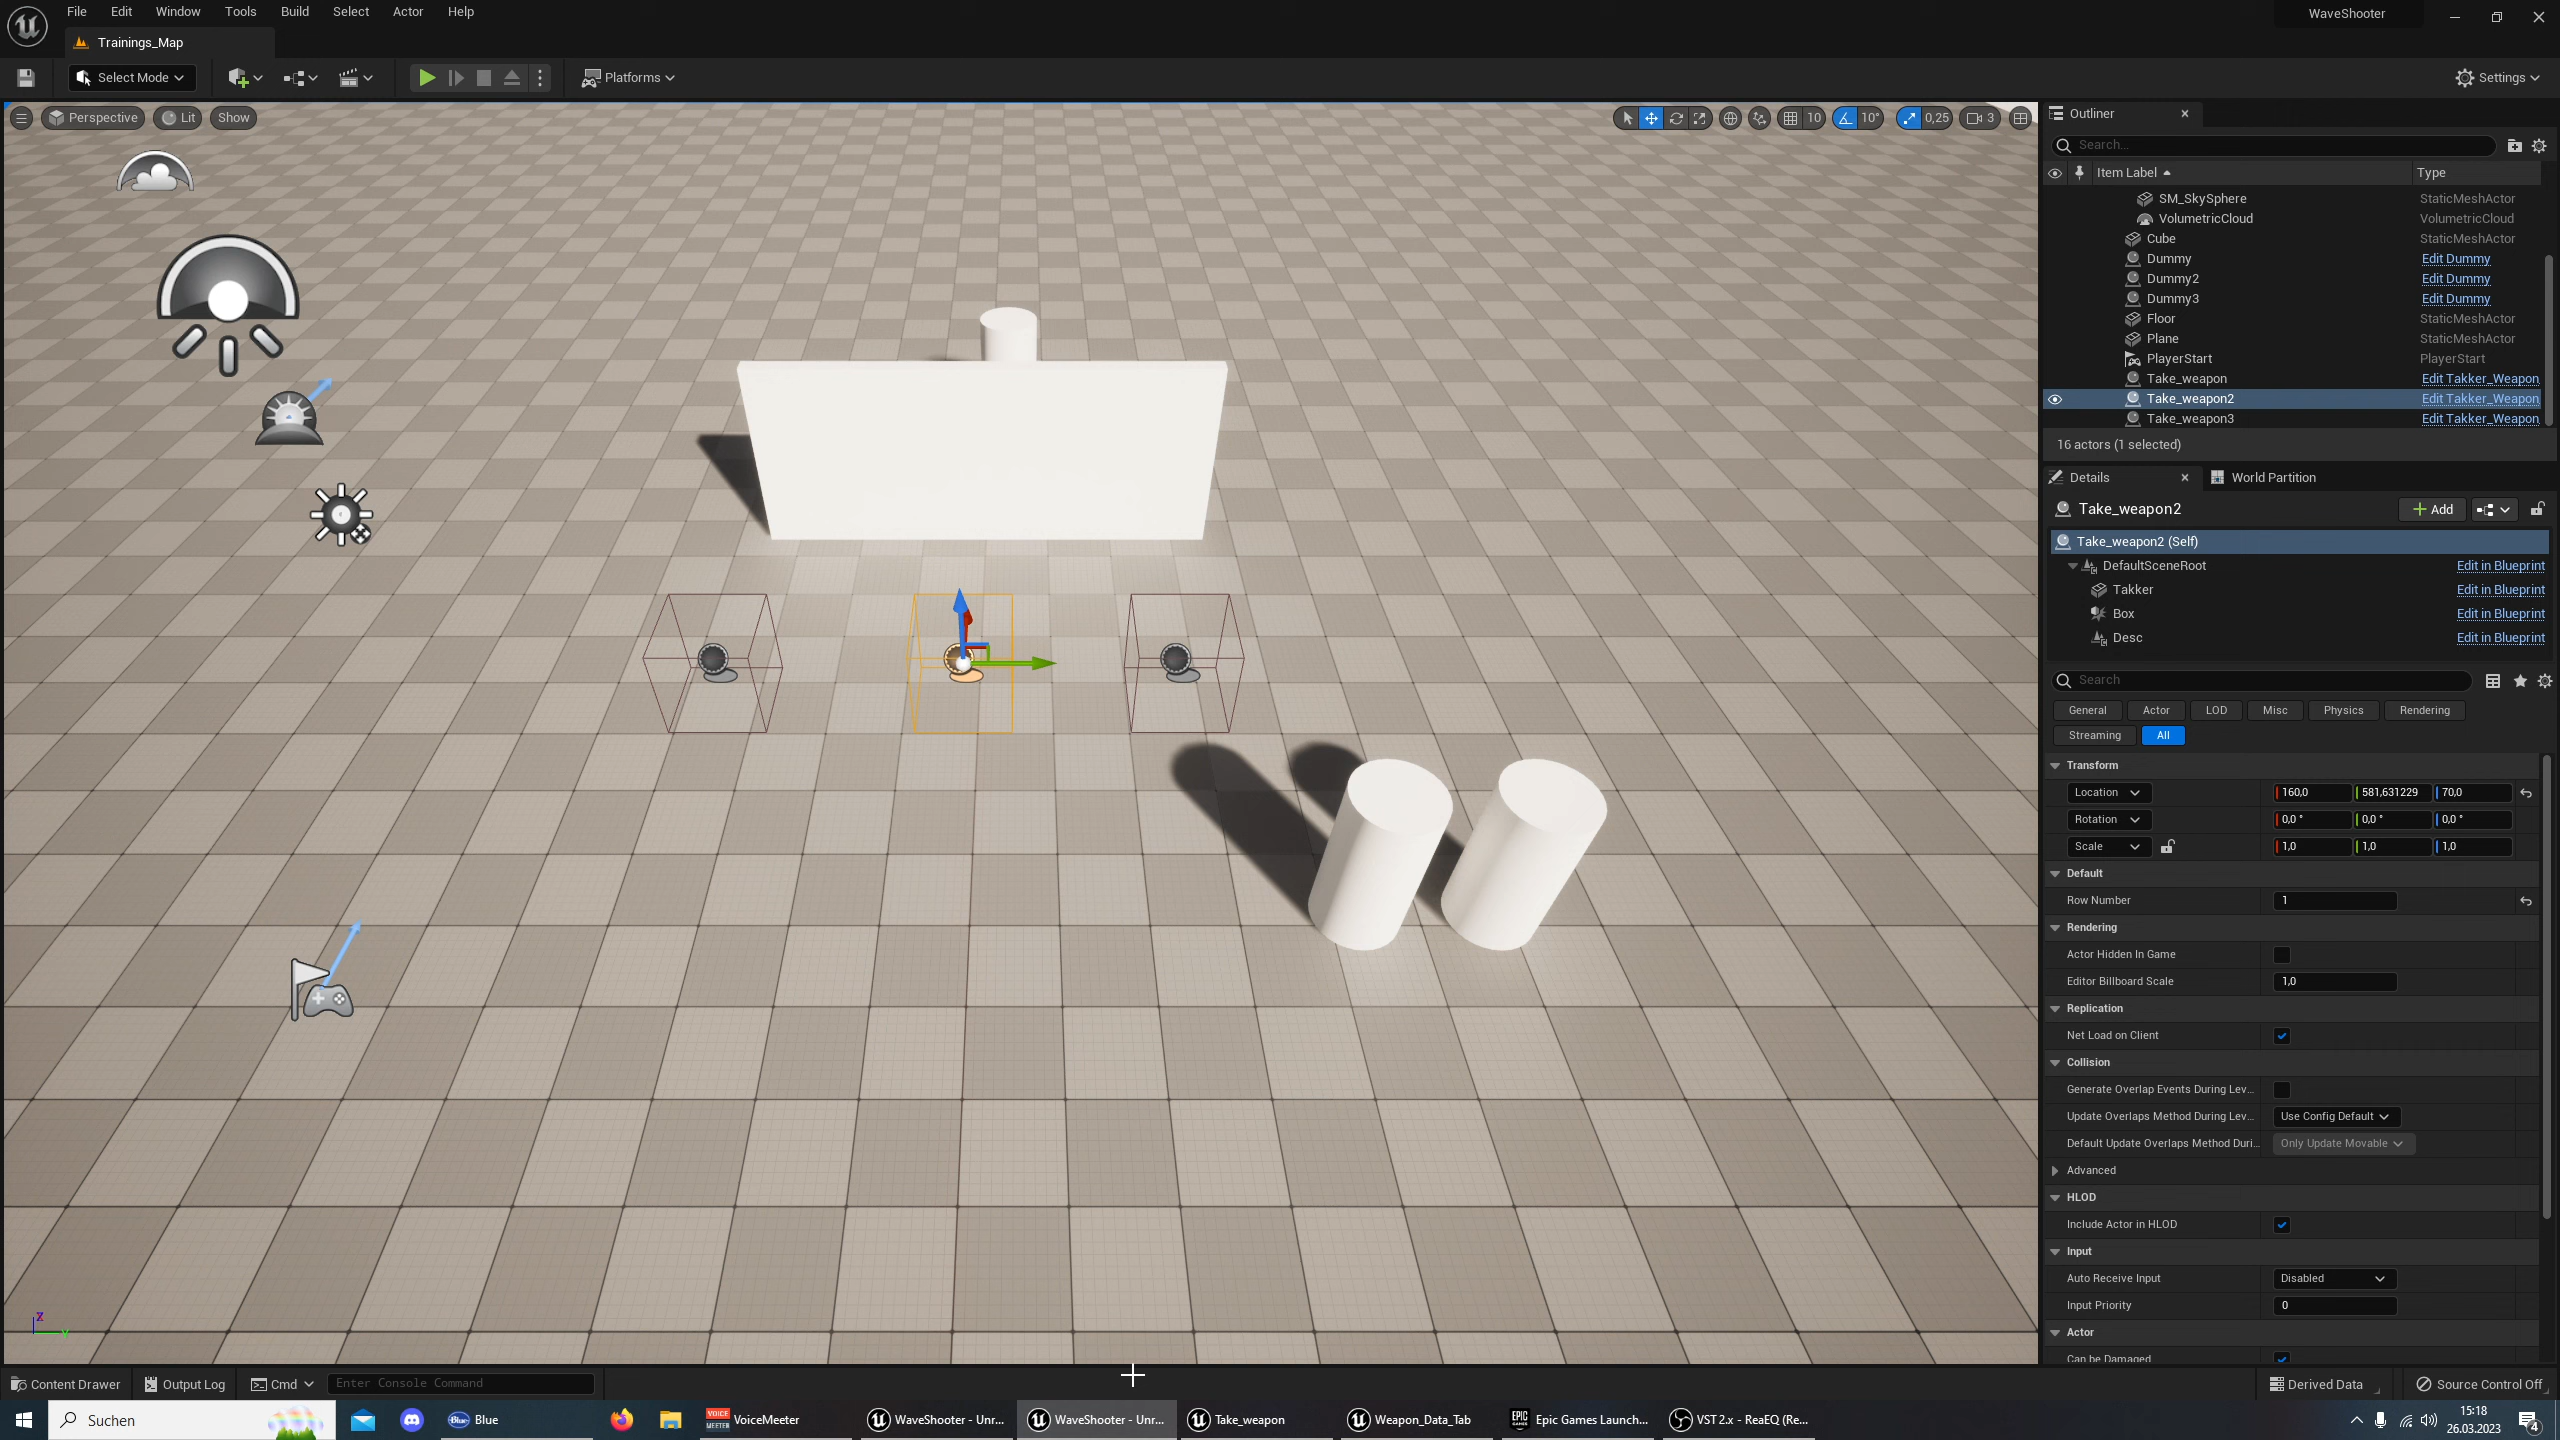 File Edit Window Tools Build Select Actor Help
WaveShooter
Trainings_Map
Select Mode
Platforms
Settings
Perspective Lit Show
10 10° 0,25 3
Outliner
Search...
Item Label Type
SM_SkySphere StaticMeshActor
VolumetricCloud VolumetricCloud
Cube StaticMeshActor
Dummy Edit Dummy
Dummy2 Edit Dummy
Dummy3 Edit Dummy
Floor StaticMeshActor
Plane StaticMeshActor
PlayerStart PlayerStart
Take_weapon Edit Takker_Weapon
Take_weapon2 Edit Takker_Weapon
Take_weapon3 Edit Takker_Weapon
16 actors (1 selected)
Details World Partition
Take_weapon2 Add
Take_weapon2 (Self)
DefaultSceneRoot Edit in Blueprint
Takker Edit in Blueprint
Box Edit in Blueprint
Desc Edit in Blueprint
Search
General Actor LOD Misc Physics Rendering
Streaming All
Transform
Location 160,0 581,631229 70,0
Rotation 0,0 ° 0,0 ° 0,0 °
Scale 1,0 1,0 1,0
Default
Row Number 1
Rendering
Actor Hidden In Game
Editor Billboard Scale 1,0
Replication
Net Load on Client
Collision
Generate Overlap Events During Lev...
Update Overlaps Method During Lev... Use Config Default
Default Update Overlaps Method Duri... Only Update Movable
Advanced
HLOD
Include Actor in HLOD
Input
Auto Receive Input Disabled
Input Priority 0
Actor
Can be Damaged
Z
Y
Content Drawer Output Log Cmd Enter Console Command Derived Data Source Control Off
Suchen Blue VoiceMeeter WaveShooter - Unr... WaveShooter - Unr... Take_weapon Weapon_Data_Tab Epic Games Launch... VST 2.x - ReaEQ (Re...
15:18
26.03.2023
4